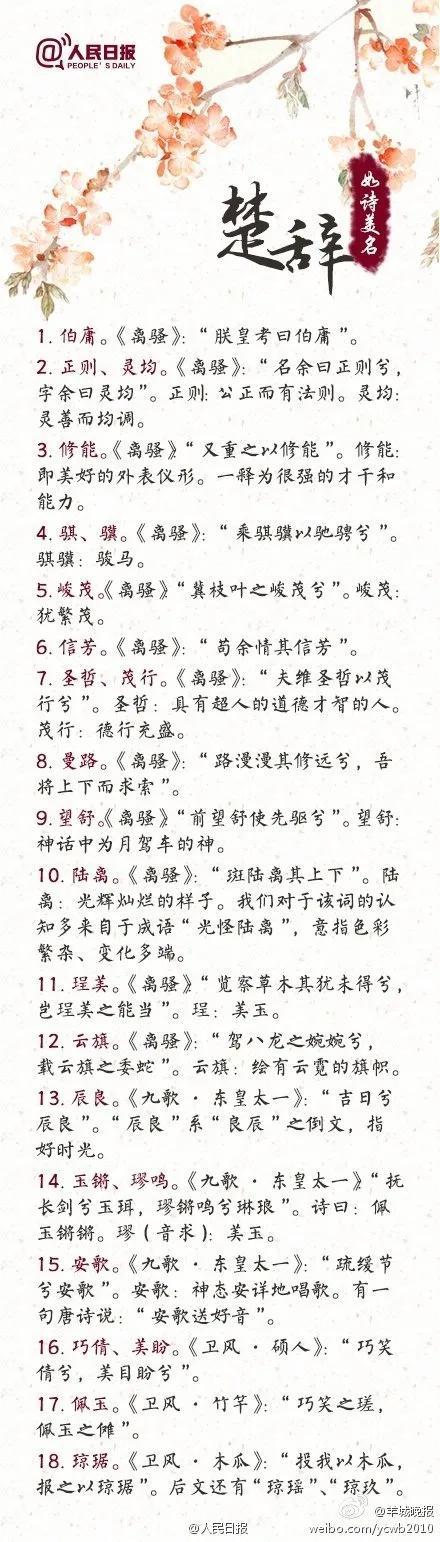 @人民日报
PEOPLE'S DAILY
楚辞
如诗美名
1. 伯庸。《离骚》：“朕皇考曰伯庸”。
2. 正则、灵均。《离骚》：“名余曰正则兮，
字余曰灵均”。正则：公正而有法则。灵均：
灵善而均调。
3. 修能。《离骚》“又重之以修能”。修能：
即美好的外表仪形。一释为很强的才干和
能力。
4. 骐、骥。《离骚》：“乘骐骥以驰骋兮”。
骐骥：骏马。
5. 峻茂。《离骚》“冀枝叶之峻茂兮”。峻茂：
犹繁茂。
6. 信芳。《离骚》：“苟余情其信芳”。
7. 圣哲、茂行。《离骚》：“夫维圣哲以茂
行兮”。圣哲：具有超人的道德才智的人。
茂行：德行充盛。
8. 曼路。《离骚》：“路漫漫其修远兮，吾
将上下而求索”。
9. 望舒。《离骚》“前望舒使先驱兮”。望舒：
神话中为月驾车的神。
10. 陆离。《离骚》：“斑陆离其上下”。陆
离：光辉灿烂的样子。我们对于该词的认
知多来自于成语“光怪陆离”，意指色彩
繁杂、变化多端。
11. 珵美。《离骚》“览察草木其犹未得兮，
岂珵美之能当”。珵：美玉。
12. 云旗。《离骚》：“驾八龙之婉婉兮，
载云旗之委蛇”。云旗：绘有云霓的旗帜。
13. 辰良。《九歌·东皇太一》：“吉日兮
辰良”。“辰良”系“良辰”之倒文，指
好时光。
14. 玉锵、璆鸣。《九歌·东皇太一》“抚
长剑兮玉珥，璆锵鸣兮琳琅”。诗曰：佩
玉锵锵。璆（音求）：美玉。
15. 安歌。《九歌·东皇太一》：“疏缓节
兮安歌”。安歌：神态安详地唱歌。有一
句唐诗说：“安歌送好音”。
16. 巧倩、美盼。《卫风·硕人》：“巧笑
倩兮，美目盼兮”。
17. 佩玉。《卫风·竹竿》：“巧笑之瑳，
佩玉之傩”。
18. 琼琚。《卫风·木瓜》：“投我以木瓜，
报之以琼琚”。后文还有“琼瑶”、“琼玖”。
@羊城晚报
@人民日报
weibo.com/ycwb2010